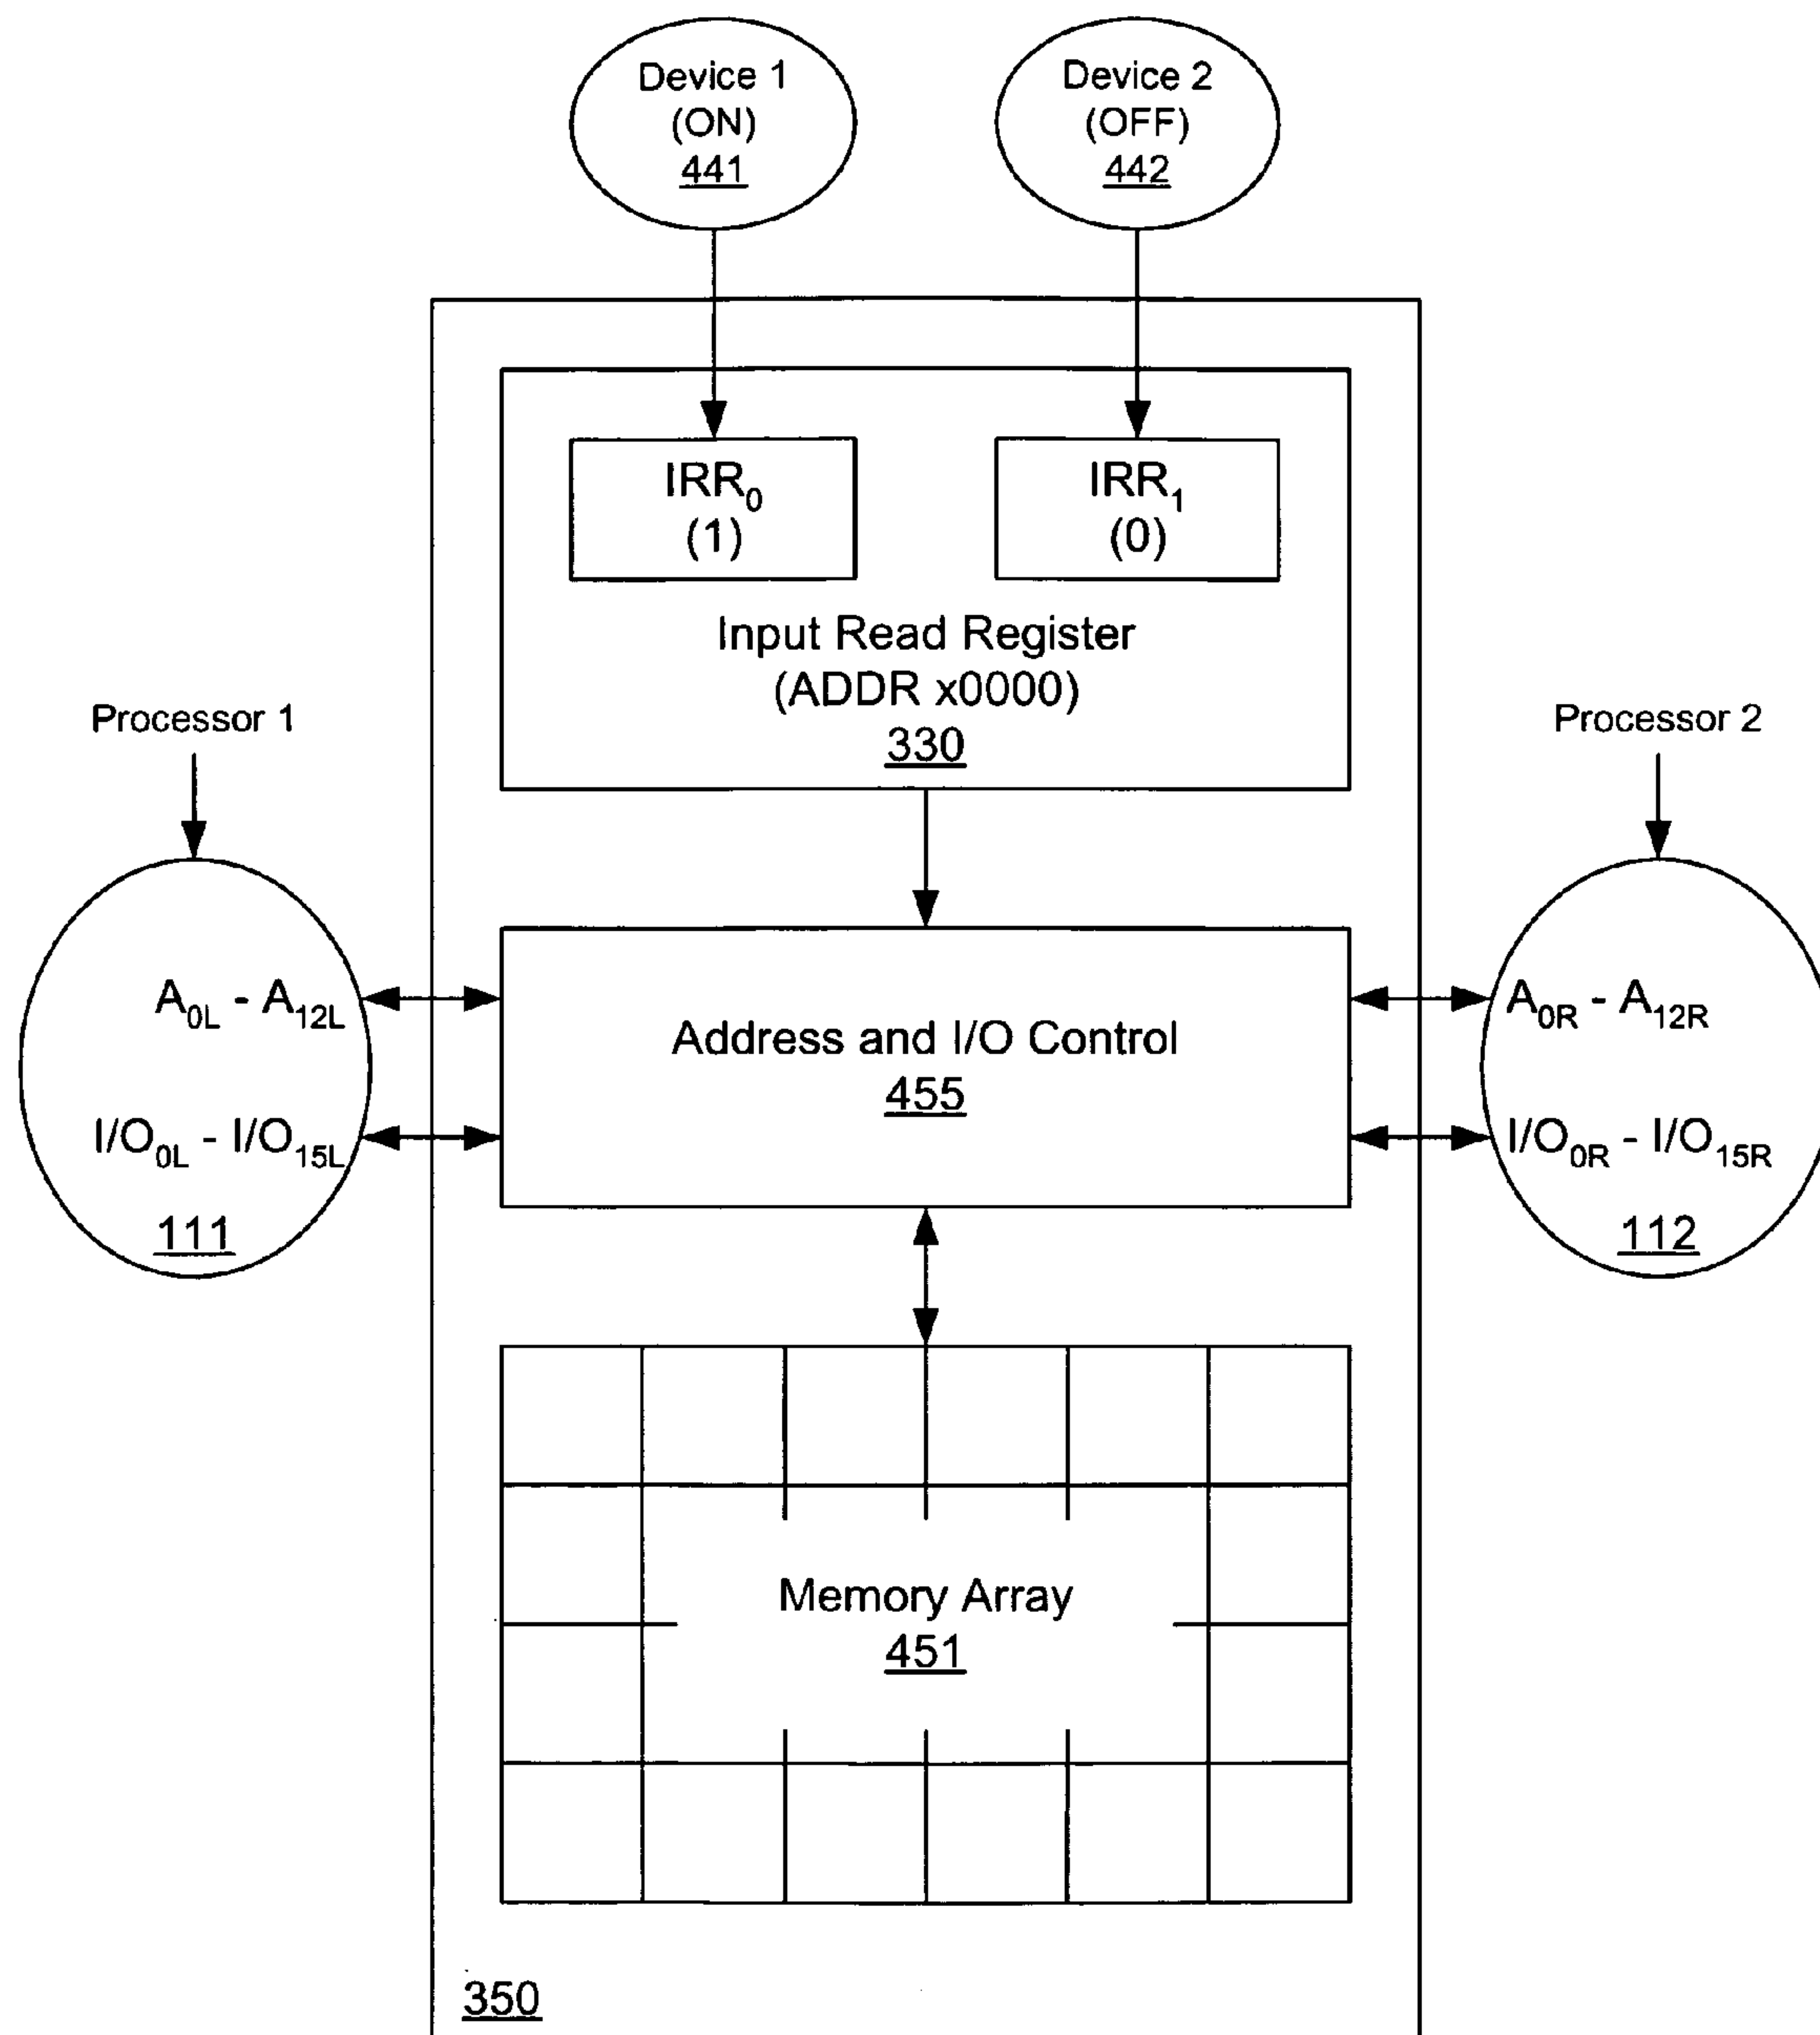 Device 1
(ON)
441
Device 2
(OFF)
442
IRR₀
(1)
IRR₁
(0)
Input Read Register
(ADDR x0000)
330
Processor 1
Processor 2
A₀L - A₁₂L
I/O₀L - I/O₁₅L
111
Address and I/O Control
455
A₀R - A₁₂R
I/O₀R - I/O₁₅R
112
Memory Array
451
350